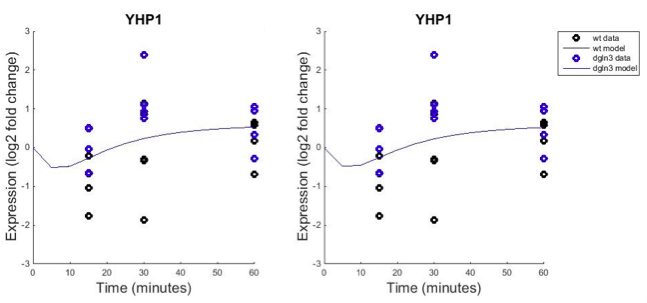 YHP1
Expression (log2 fold change)
3
2
1
0
-1
-2
-3
0
10
20
30
40
50
60
Time (minutes)
YHP1
Expression (log2 fold change)
3
2
1
0
-1
-2
-3
0
10
20
30
40
50
60
Time (minutes)
wt data
wt model
dgln3 data
dgln3 model